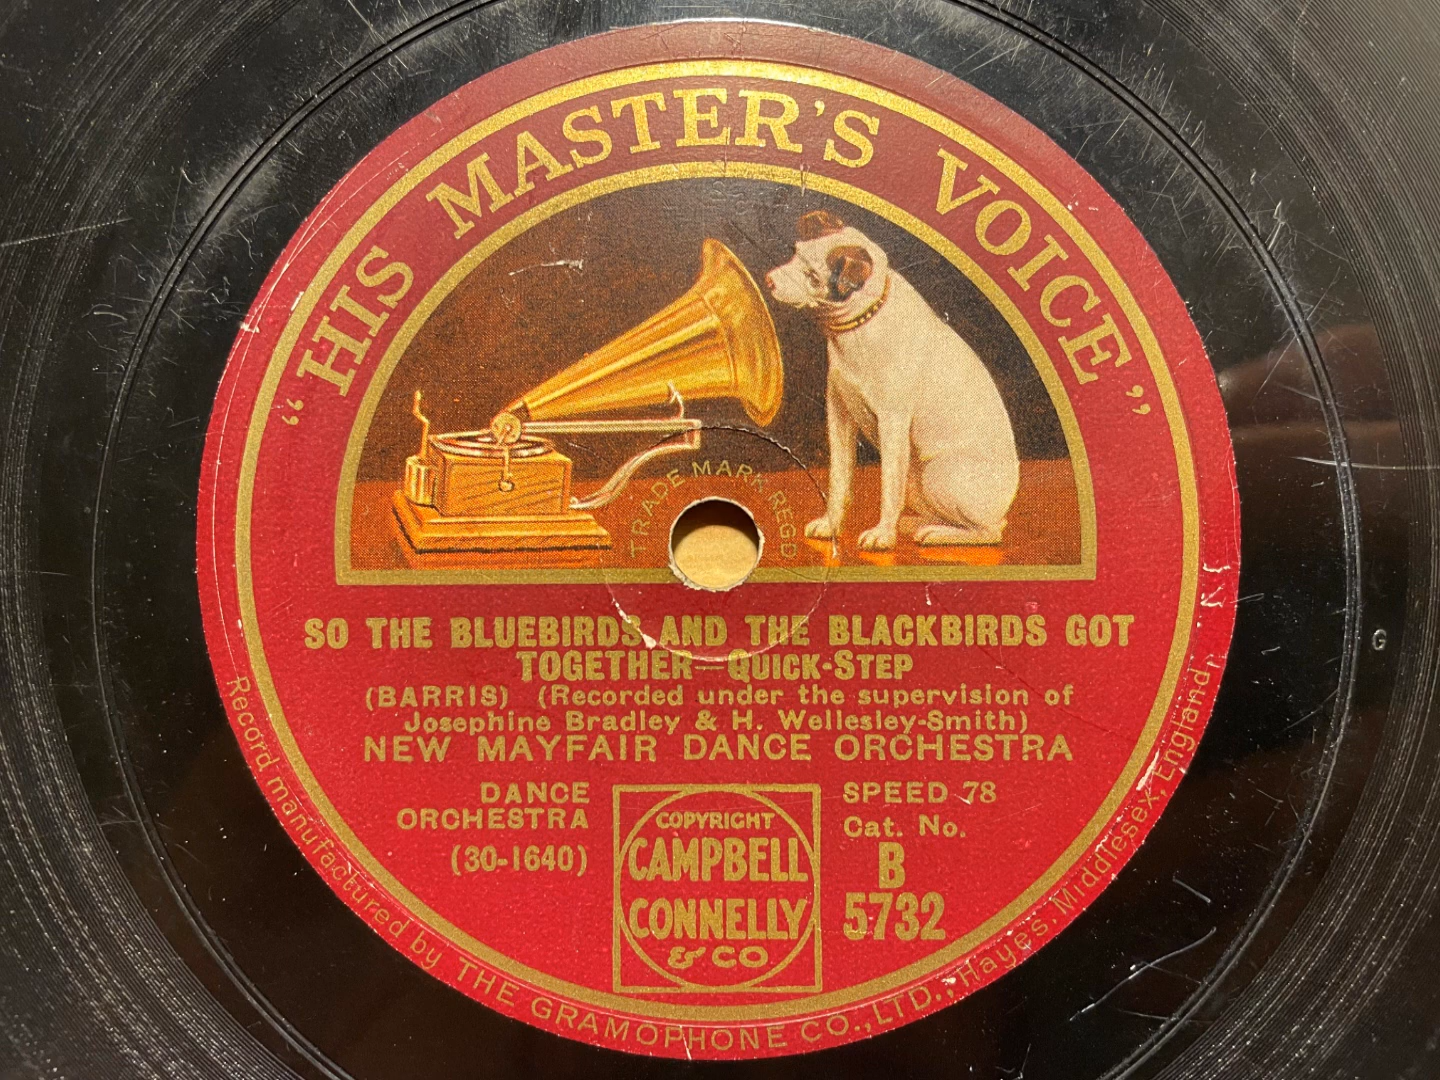 “HIS MASTER'S VOICE”
TRADE MARK REGD
SO THE BLUEBIRDS AND THE BLACKBIRDS GOT
TOGETHER—QUICK-STEP
(BARRIS) (Recorded under the supervision of
Josephine Bradley & H. Wellesley-Smith)
NEW MAYFAIR DANCE ORCHESTRA
DANCE
ORCHESTRA
(30-1640)
COPYRIGHT
CAMPBELL
CONNELLY
& CO
SPEED 78
Cat. No.
B
5732
Record manufactured by THE GRAMOPHONE CO., LTD., Hayes, Middlesex, England.
G